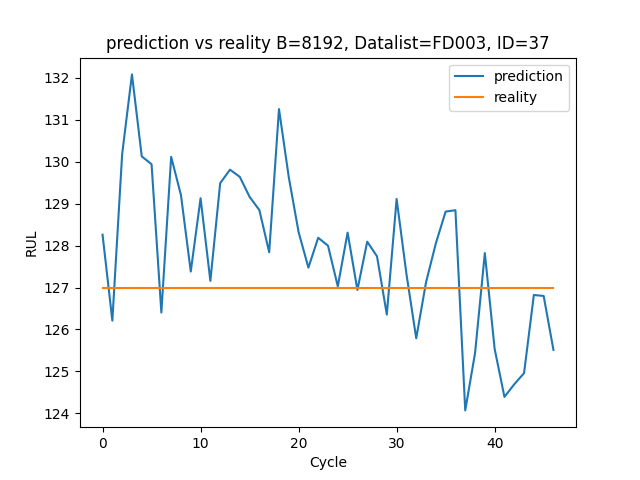 prediction vs reality B=8192, Datalist=FD003, ID=37
prediction
reality
132
131
130
129
128
127
126
125
124
RUL
0 10 20 30 40
Cycle